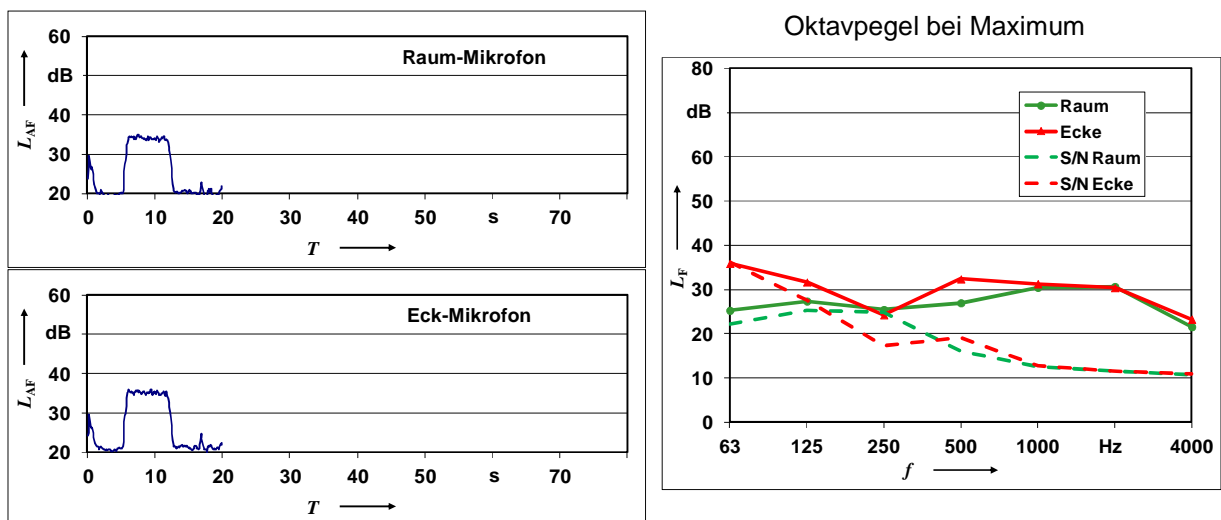 60
dB
40
30
20
L_AF
Raum-Mikrofon
0 10 20 30 40 50 s 70
T
60
dB
40
30
20
L_AF
Eck-Mikrofon
0 10 20 30 40 50 s 70
T
Oktavpegel bei Maximum
80
dB
60
50
40
30
20
10
0
L_F
Raum
Ecke
S/N Raum
S/N Ecke
63 125 250 500 1000 Hz 4000
f